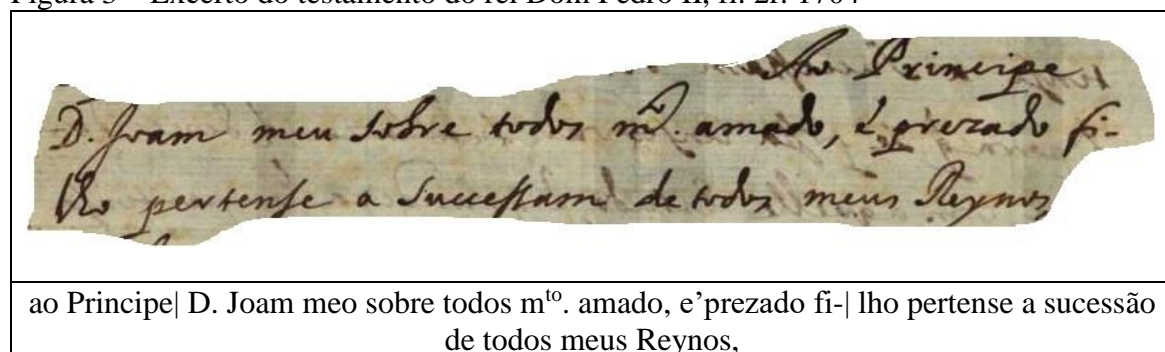 Figura 3 – Excerto do testamento do rei Dom Pedro II, fl. 2r. 1704
Ao Principe
D. Joam meu sobre todos mto. amado, e prezado fi-
lho pertense a Successam de todos meus Reynos
ao Principe| D. Joam meo sobre todos mto. amado, e’prezado fi-| lho pertense a sucessão
de todos meus Reynos,